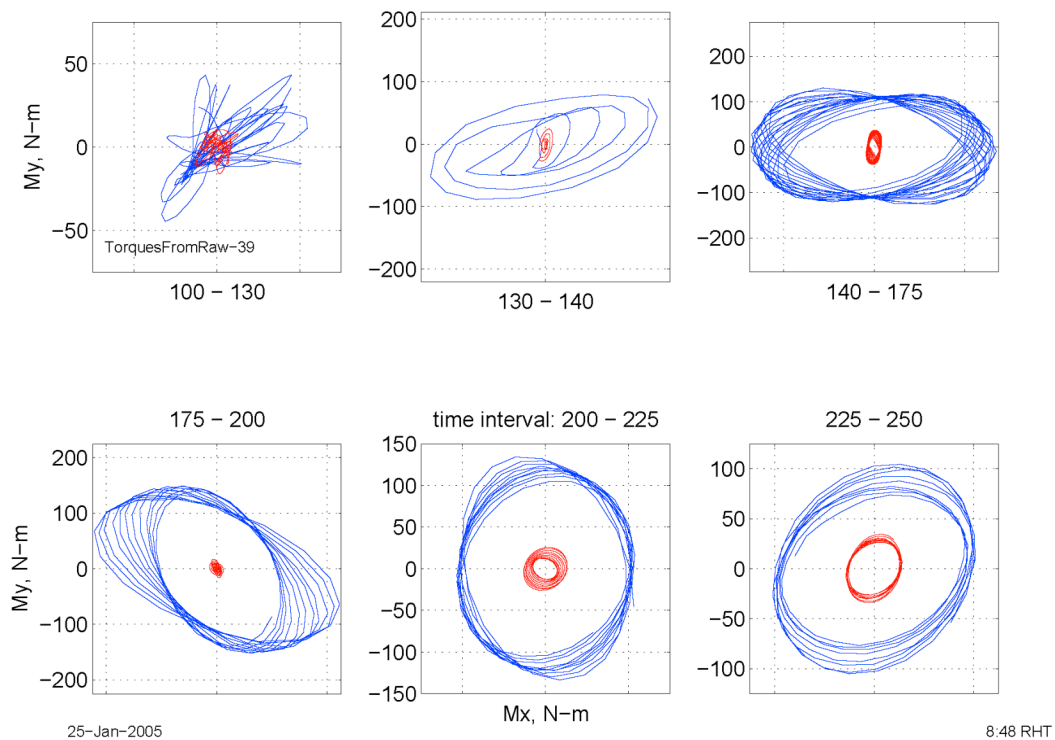 My, N−m
50
0
−50
TorquesFromRaw−39
100 − 130
200
100
0
−100
−200
130 − 140
200
100
0
−100
−200
140 − 175
175 − 200
My, N−m
200
100
0
−100
−200
time interval: 200 − 225
150
100
50
0
−50
−100
−150
Mx, N−m
225 − 250
100
50
0
−50
−100
25−Jan−2005
8:48 RHT